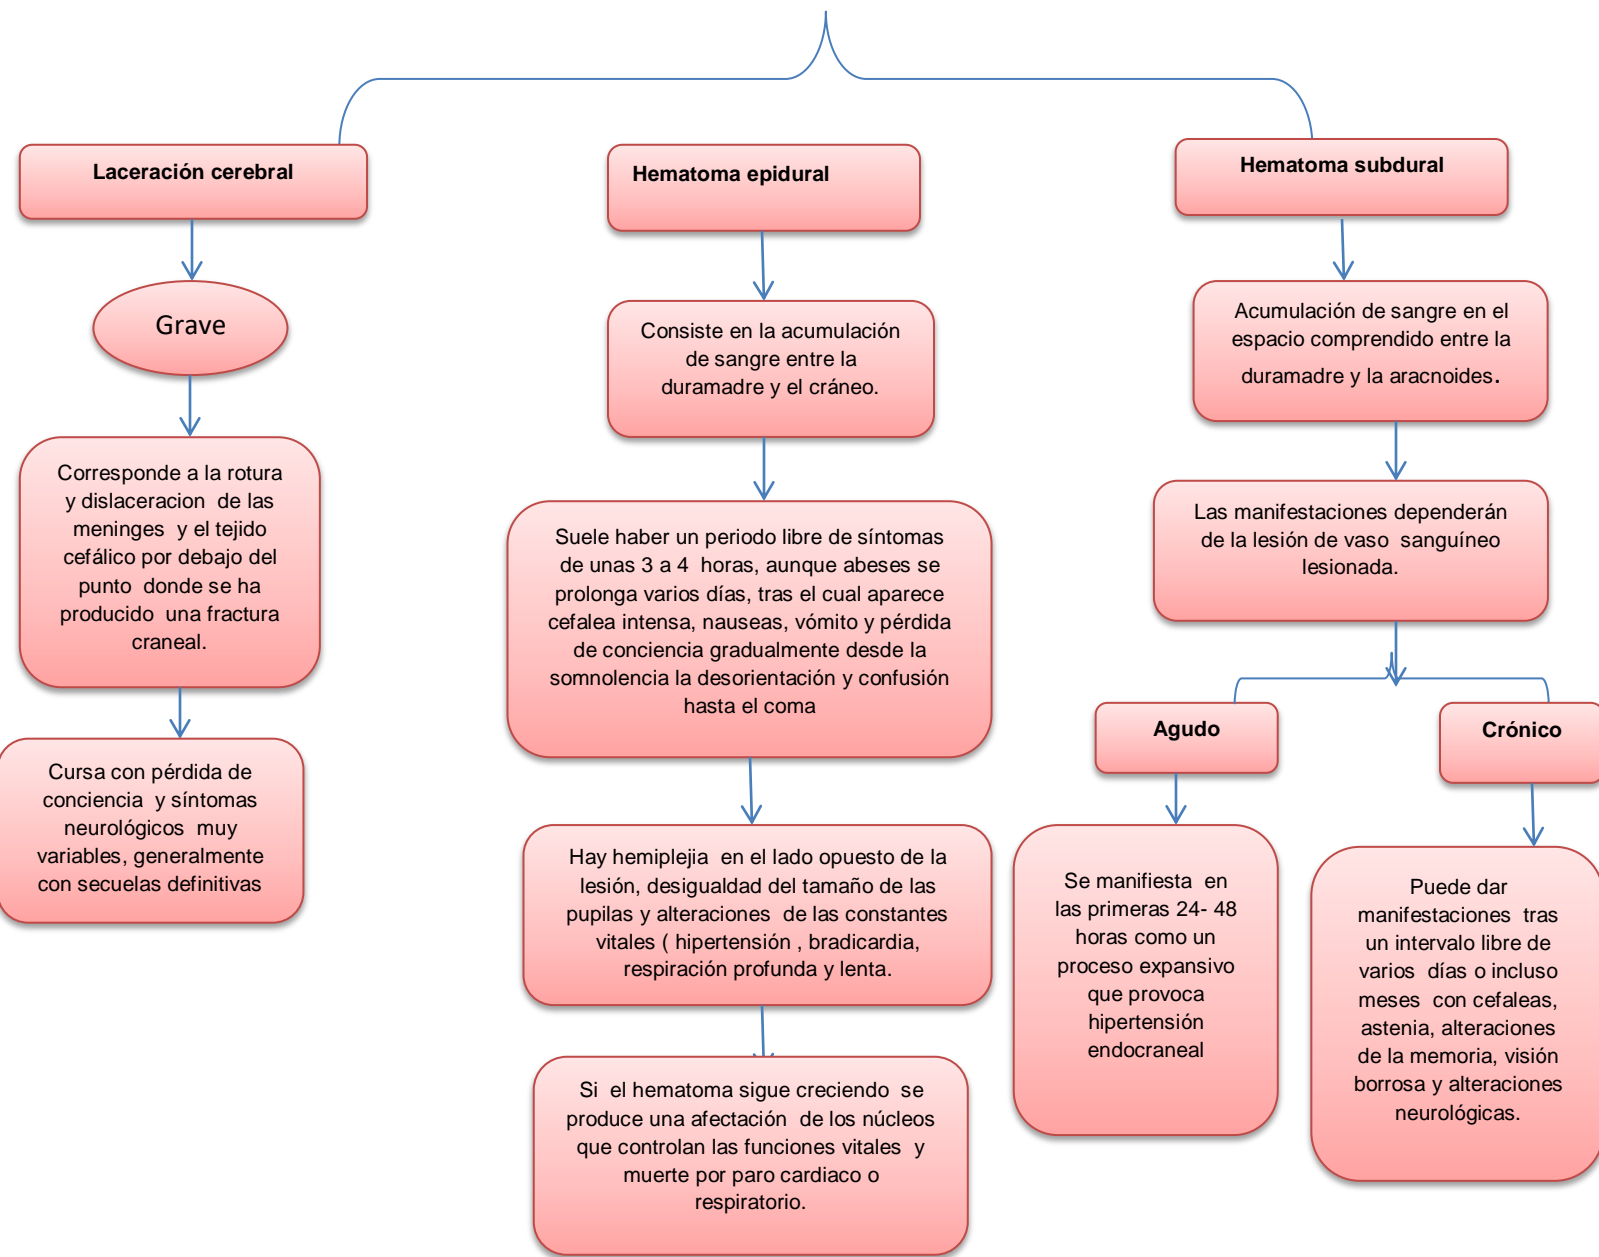 Laceración cerebral
Grave
Corresponde a la rotura
y dislaceracion de las
meninges y el tejido
cefálico por debajo del
punto donde se ha
producido una fractura
craneal.
Cursa con pérdida de
conciencia y síntomas
neurológicos muy
variables, generalmente
con secuelas definitivas
Hematoma epidural
Consiste en la acumulación
de sangre entre la
duramadre y el cráneo.
Suele haber un periodo libre de síntomas
de unas 3 a 4 horas, aunque abeses se
prolonga varios días, tras el cual aparece
cefalea intensa, nauseas, vómito y pérdida
de conciencia gradualmente desde la
somnolencia la desorientación y confusión
hasta el coma
Hay hemiplejia en el lado opuesto de la
lesión, desigualdad del tamaño de las
pupilas y alteraciones de las constantes
vitales ( hipertensión , bradicardia,
respiración profunda y lenta.
Si el hematoma sigue creciendo se
produce una afectación de los núcleos
que controlan las funciones vitales y
muerte por paro cardiaco o
respiratorio.
Hematoma subdural
Acumulación de sangre en el
espacio comprendido entre la
duramadre y la aracnoides.
Las manifestaciones dependerán
de la lesión de vaso sanguíneo
lesionada.
Agudo
Se manifiesta en
las primeras 24- 48
horas como un
proceso expansivo
que provoca
hipertensión
endocraneal
Crónico
Puede dar
manifestaciones tras
un intervalo libre de
varios días o incluso
meses con cefaleas,
astenia, alteraciones
de la memoria, visión
borrosa y alteraciones
neurológicas.